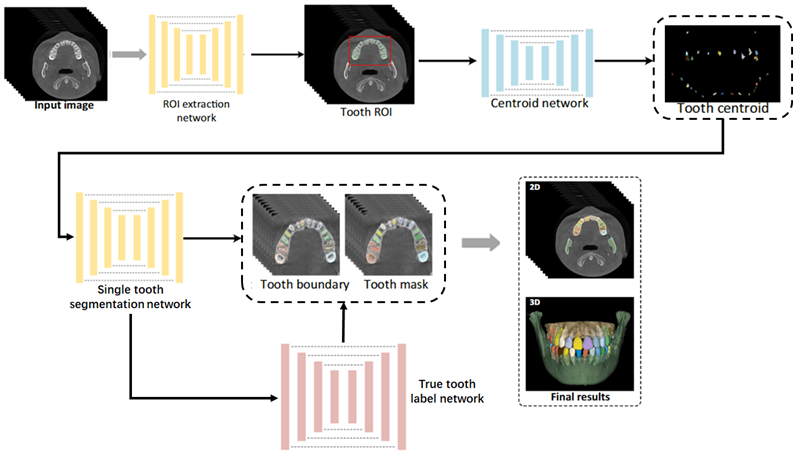 Input image
ROI extraction
network
Tooth ROI
Centroid network
Tooth centroid
Single tooth
segmentation network
Tooth boundary
Tooth mask
2D
3D
Final results
True tooth
label network